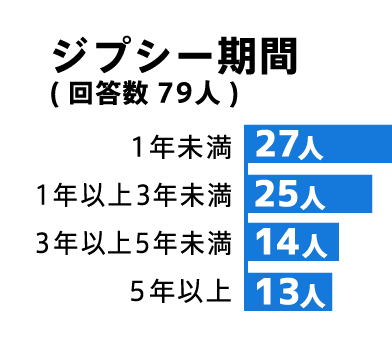 ジプシー期間
( 回答数 79人 )
1年未満 27人
1年以上3年未満 25人
3年以上5年未満 14人
5年以上 13人